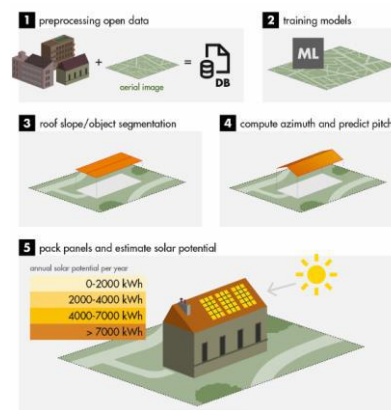 1 preprocessing open data
+
=
aerial image
DB
2 training models
ML
3 roof slope/object segmentation
4 compute azimuth and predict pitch
5 pack panels and estimate solar potential
annual solar potential per year
0-2000 kWh
2000-4000 kWh
4000-7000 kWh
> 7000 kWh